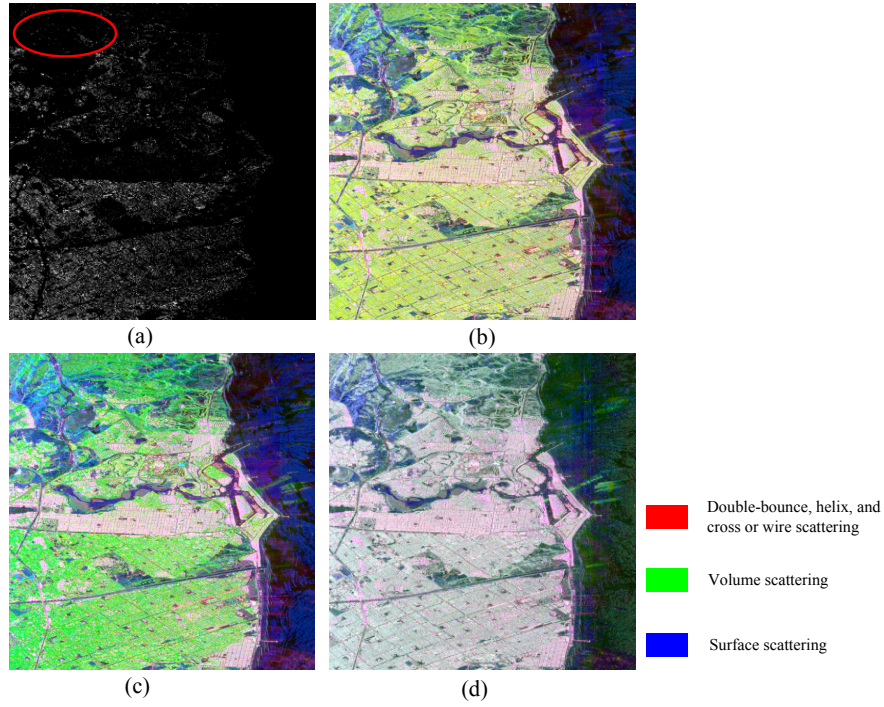 (a)
(b)
(c)
(d)
Double-bounce, helix, and
cross or wire scattering
Volume scattering
Surface scattering